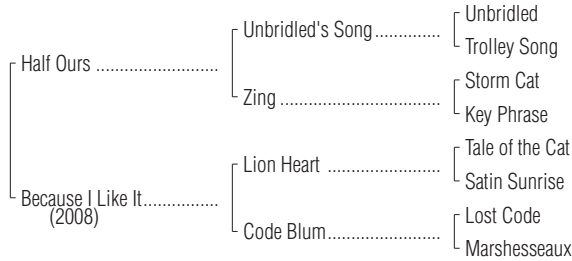 Unbridled
Unbridled's Song..............
Trolley Song
Half Ours ..........................
Storm Cat
Zing ..................................
Key Phrase
Tale of the Cat
Lion Heart ........................
Satin Sunrise
Because I Like It................
(2008)
Lost Code
Code Blum........................
Marshesseaux